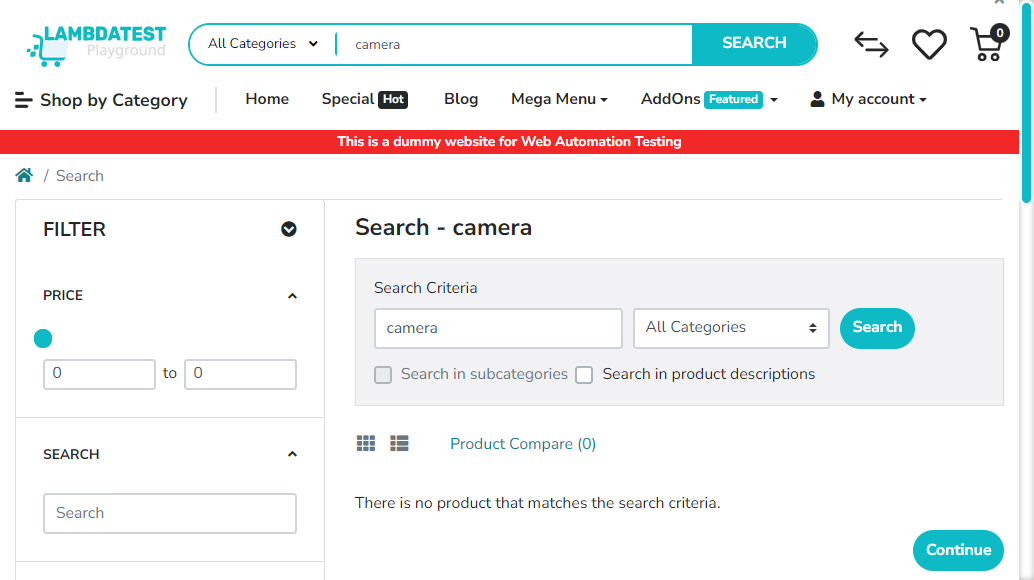 LAMBDATEST
Playground
All Categories
camera
SEARCH
0
Shop by Category
Home
Special Hot
Blog
Mega Menu
AddOns Featured
My account
This is a dummy website for Web Automation Testing
/ Search
FILTER
PRICE
0 to 0
SEARCH
Search
Search - camera
Search Criteria
camera
All Categories
Search
Search in subcategories
Search in product descriptions
Product Compare (0)
There is no product that matches the search criteria.
Continue